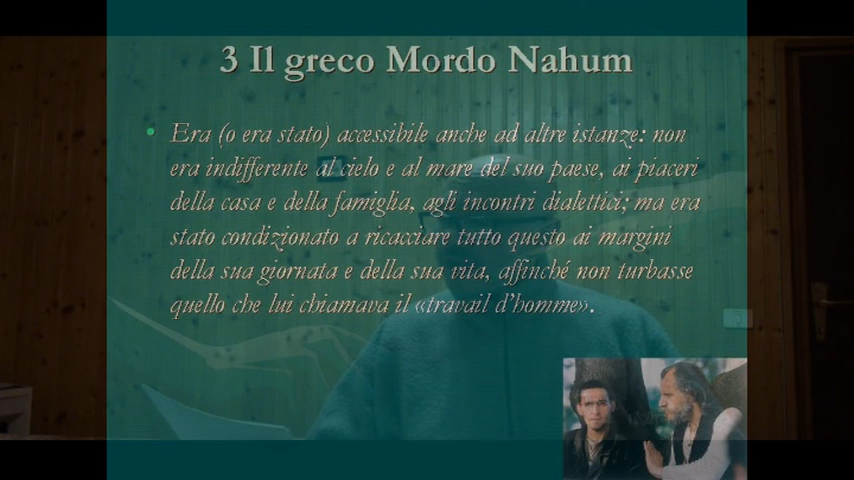 3 Il greco Mordo Nahum
• Era (o era stato) accessibile anche ad altre istanze: non
era indifferente al cielo e al mare del suo paese, ai piaceri
della casa e della famiglia, agli incontri dialettici; ma era
stato condizionato a ricacciare tutto questo ai margini
della sua giornata e della sua vita, affinché non turbasse
quello che lui chiamava il «travail d'homme».